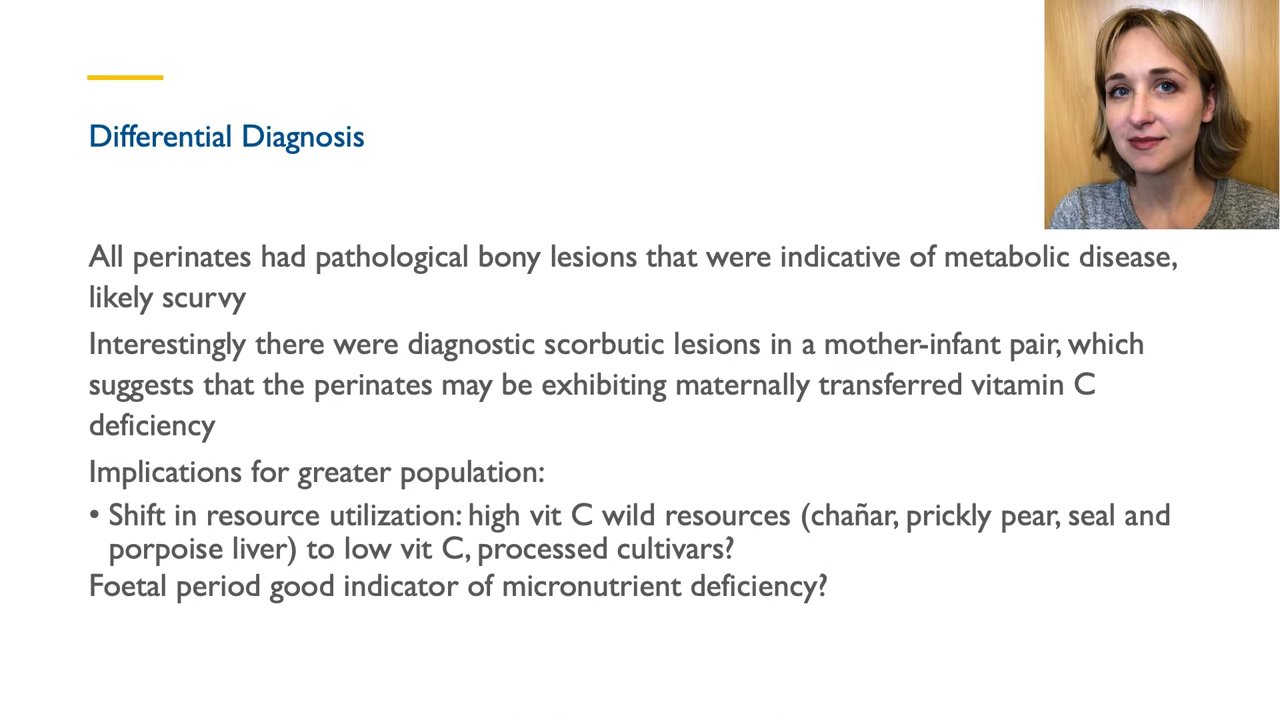 Differential Diagnosis
All perinates had pathological bony lesions that were indicative of metabolic disease,
likely scurvy
Interestingly there were diagnostic scorbutic lesions in a mother-infant pair, which
suggests that the perinates may be exhibiting maternally transferred vitamin C
deficiency
Implications for greater population:
• Shift in resource utilization: high vit C wild resources (chañar, prickly pear, seal and
porpoise liver) to low vit C, processed cultivars?
Foetal period good indicator of micronutrient deficiency?